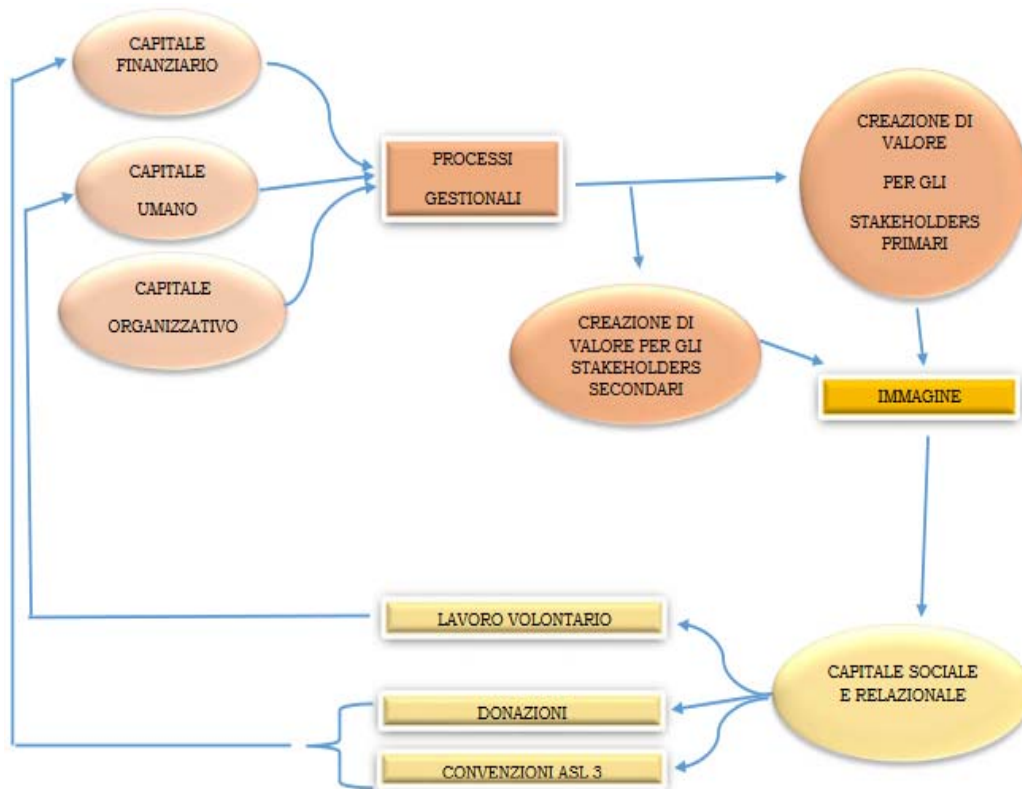 CAPITALE
FINANZIARIO
CAPITALE
UMANO
CAPITALE
ORGANIZZATIVO
PROCESSI
GESTIONALI
CREAZIONE DI
VALORE
PER GLI
STAKEHOLDERS
PRIMARI
CREAZIONE DI
VALORE PER GLI
STAKEHOLDERS
SECONDARI
IMMAGINE
LAVORO VOLONTARIO
CAPITALE SOCIALE
E RELAZIONALE
DONAZIONI
CONVENZIONI ASL 3